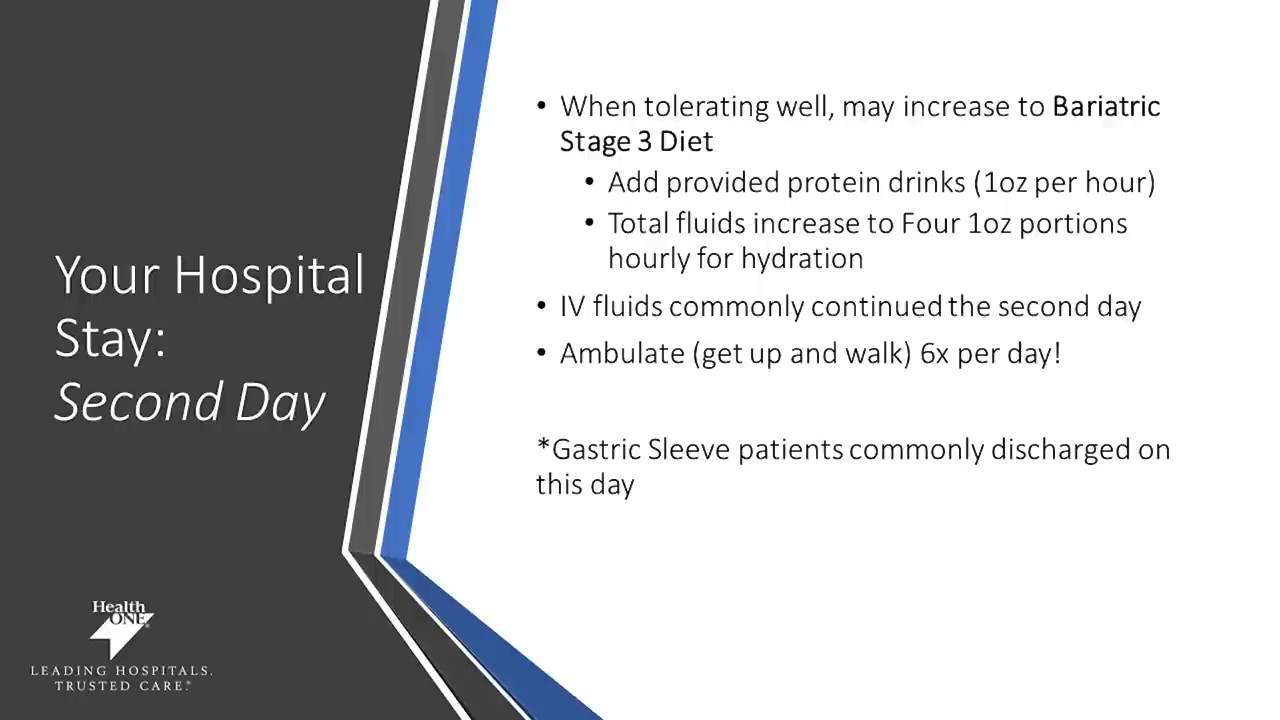 Your Hospital
Stay:
Second Day
• When tolerating well, may increase to Bariatric
Stage 3 Diet
• Add provided protein drinks (1oz per hour)
• Total fluids increase to Four 1oz portions
hourly for hydration
• IV fluids commonly continued the second day
• Ambulate (get up and walk) 6x per day!
*Gastric Sleeve patients commonly discharged on
this day
Health
ONE®
LEADING HOSPITALS.
TRUSTED CARE.®